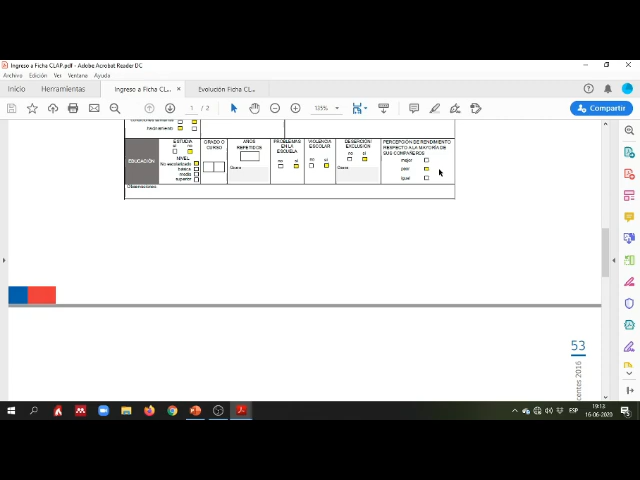 Ingreso a Ficha CLAP.pdf - Adobe Acrobat Reader DC
Archivo Edición Ver Ventana Ayuda
Inicio Herramientas Ingreso a Ficha CL... × Evolución Ficha CL...
1 / 2 125% Compartir
EDUCACIÓN
ESTUDIA
no si
NIVEL
No escolarizado
básica
media
superior
GRADO O
CURSO
AÑOS
REPETIDOS
Causa
PROBLEMAS
EN LA
ESCUELA
no si
VIOLENCIA
ESCOLAR
no si
DESERCIÓN/
EXCLUSIÓN
no si
Causa
PERCEPCIÓN DE RENDIMIENTO
RESPECTO A LA MAYORÍA DE
SUS COMPAÑEROS
mejor
peor
igual
Observaciones
53
centes 2016
ESP
19:13
16-06-2020